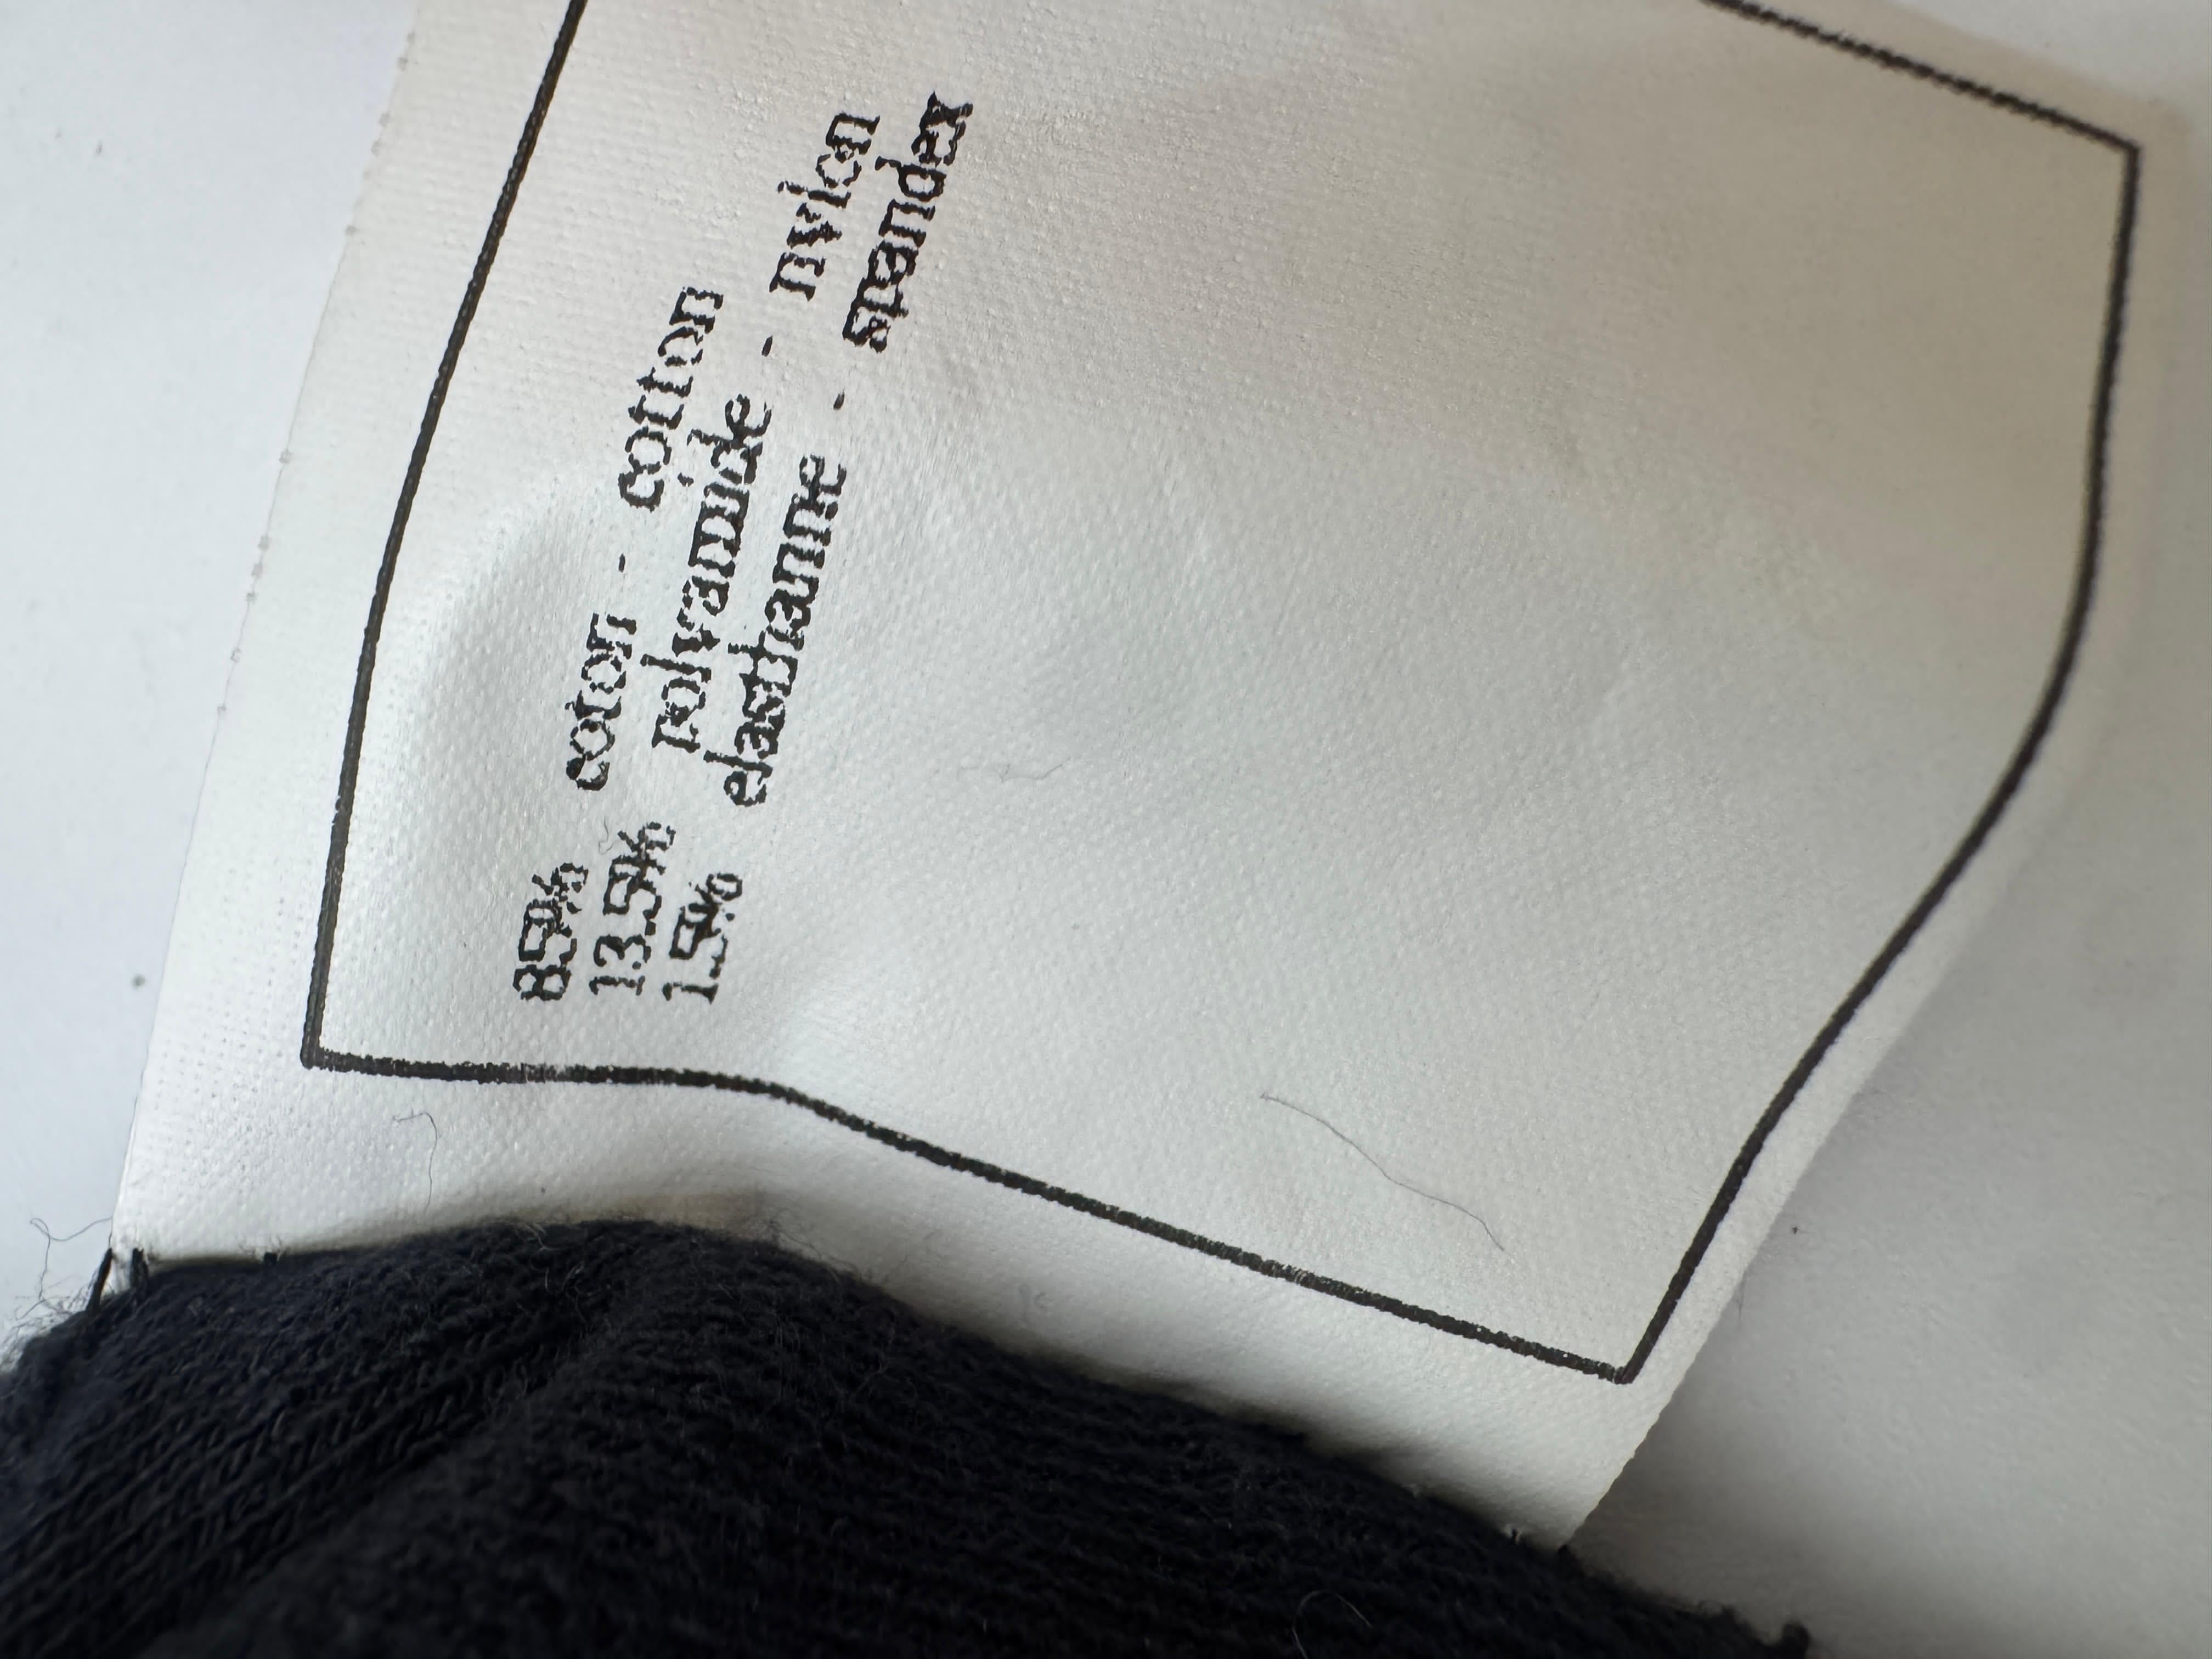 85% coton - cotton
13.5% polyamide - nylon
1.5% elasthanne - spandex